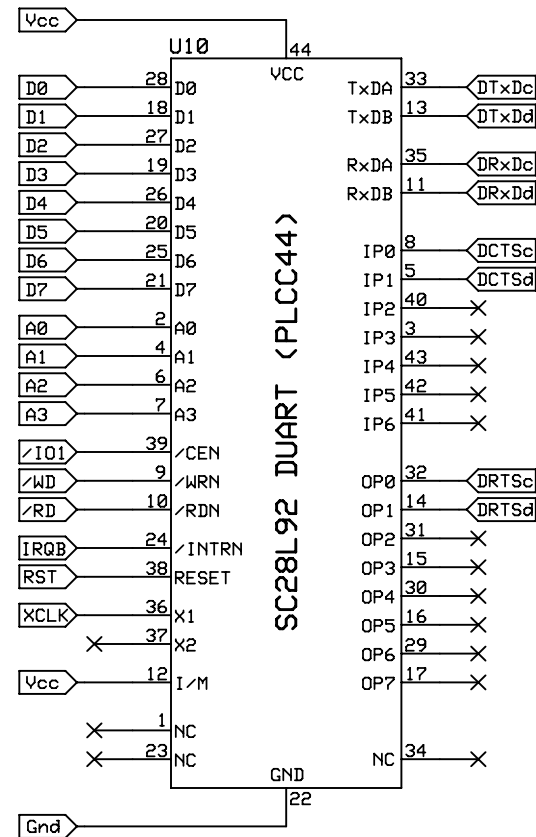 Vcc
U10
44
VCC
D0 28 D0 TxDA 33 DTxDc
D1 18 D1 TxDB 13 DTxDd
D2 27 D2
D3 19 D3 RxDA 35 DRxDc
D4 26 D4 RxDB 11 DRxDd
D5 20 D5
D6 25 D6 IP0 8 DCTSc
D7 21 D7 IP1 5 DCTSd
IP2 40
A0 2 A0 IP3 3
A1 4 A1 IP4 43
A2 6 A2 IP5 42
A3 7 A3 IP6 41
SC28L92 DUART (PLCC44)
/IO1 39 /CEN
/WD 9 /WRN OP0 32 DRTSc
/RD 10 /RDN OP1 14 DRTSd
IRQB 24 /INTRN OP2 31
RST 38 RESET OP3 15
OP4 30
XCLK 36 X1 OP5 16
37 X2 OP6 29
Vcc 12 I/M OP7 17
1 NC
23 NC NC 34
GND
22
Gnd